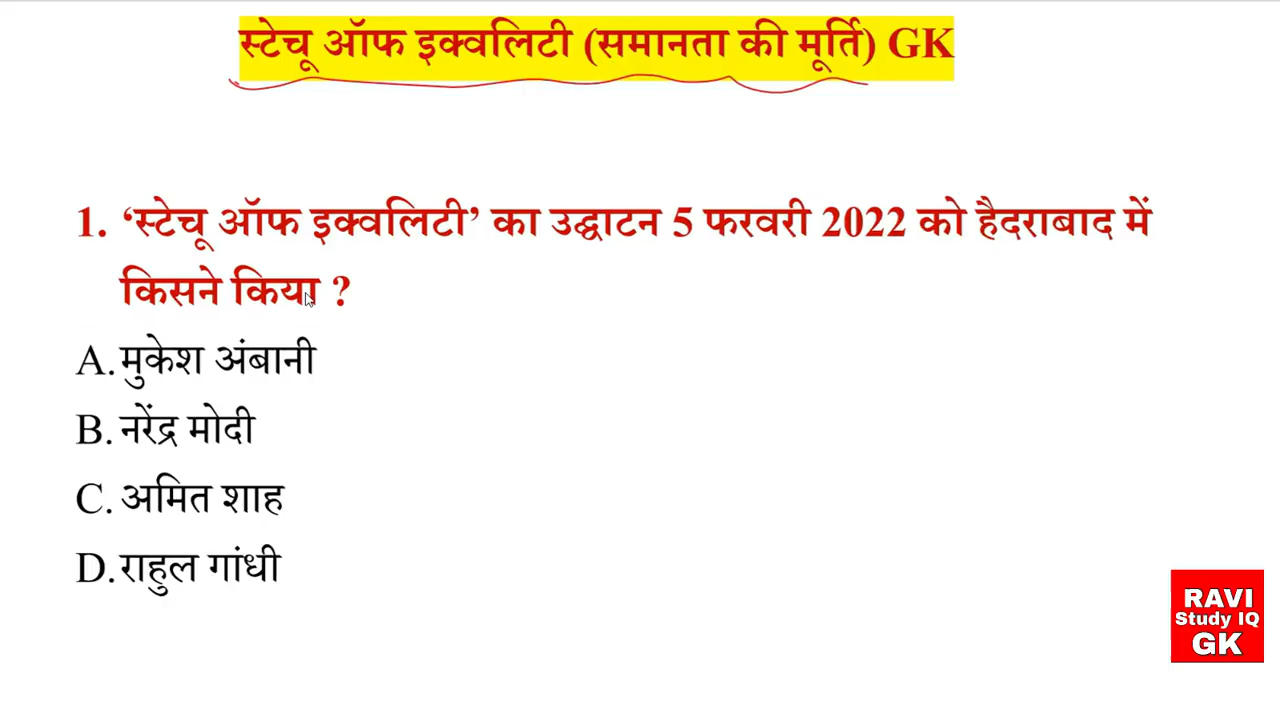 स्टेचू ऑफ इक्वलिटी (समानता की मूर्ति) GK
1. ‘स्टेचू ऑफ इक्वलिटी’ का उद्घाटन 5 फरवरी 2022 को हैदराबाद में
किसने किया ?
A. मुकेश अंबानी
B. नरेंद्र मोदी
C. अमित शाह
D. राहुल गांधी
RAVI
Study IQ
GK